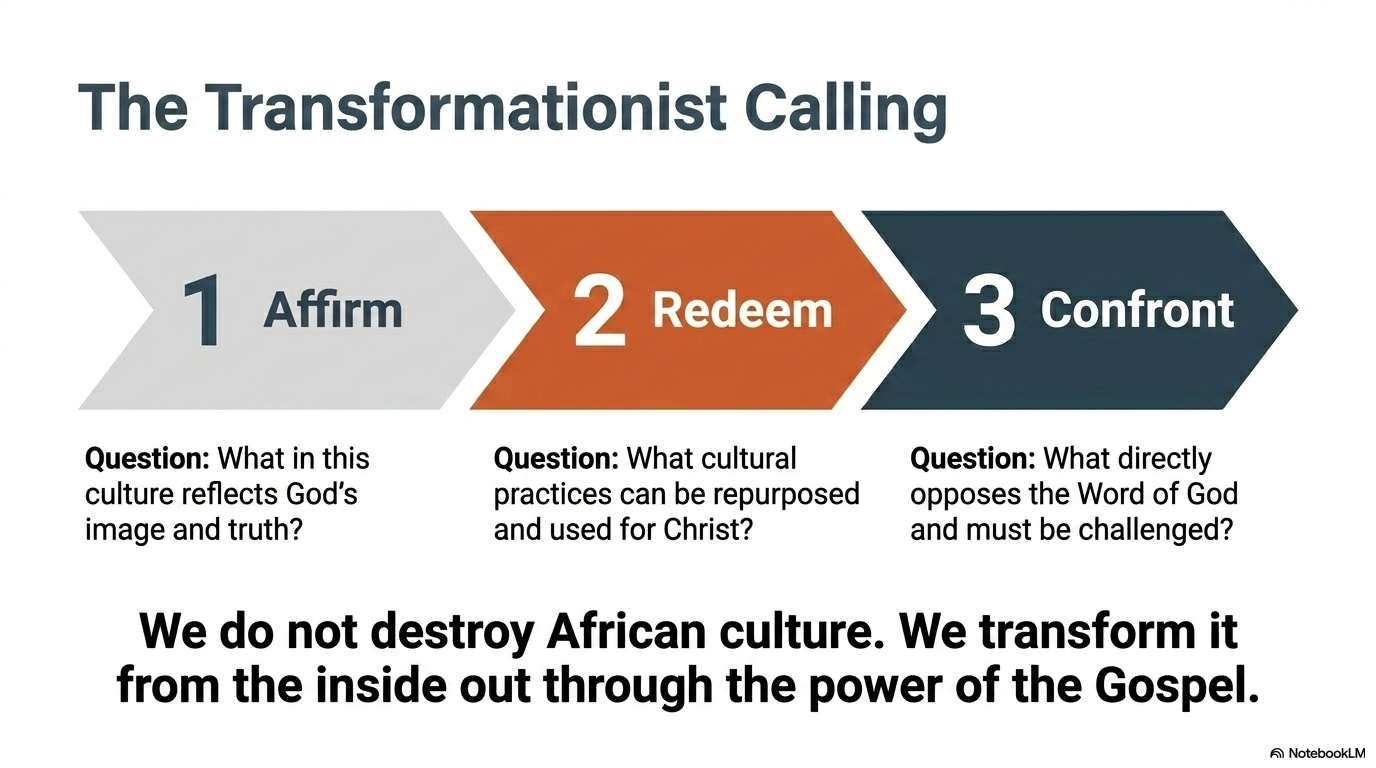 The Transformationist Calling
1 Affirm
2 Redeem
3 Confront
Question: What in this
culture reflects God’s
image and truth?
Question: What cultural
practices can be repurposed
and used for Christ?
Question: What directly
opposes the Word of God
and must be challenged?
We do not destroy African culture. We transform it
from the inside out through the power of the Gospel.
NotebookLM